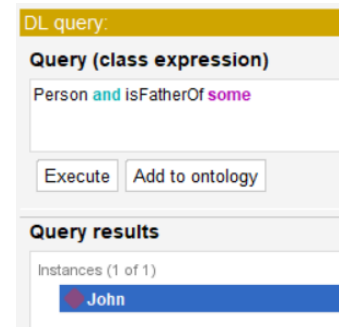 DL query:
Query (class expression)
Person and isFatherOf some
Execute Add to ontology
Query results
Instances (1 of 1)
John